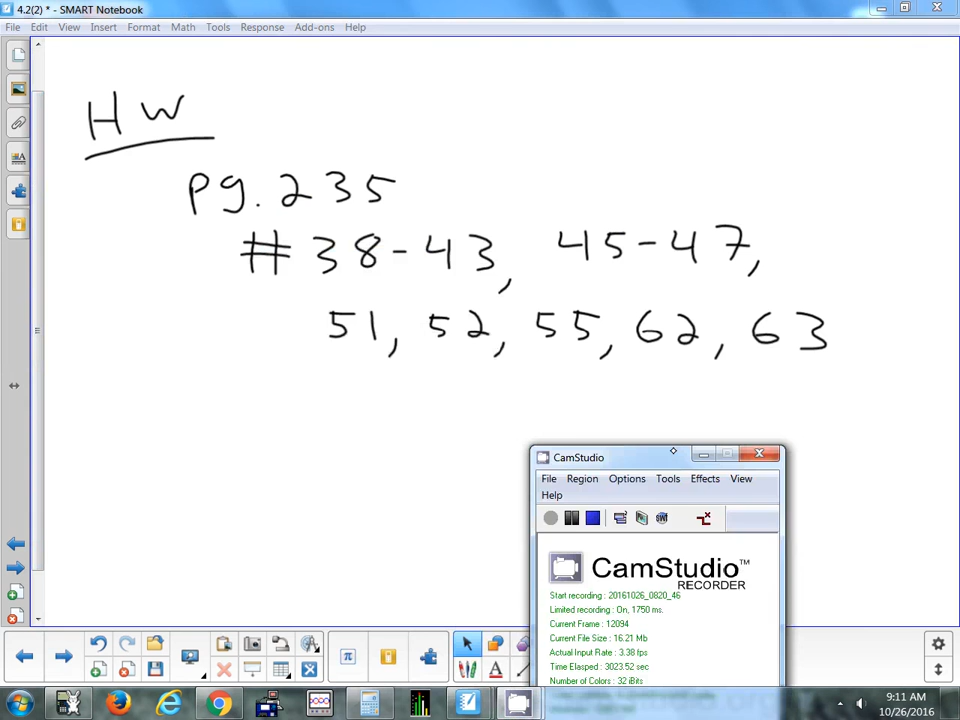 4.2(2) * - SMART Notebook
File Edit View Insert Format Math Tools Response Add-ons Help
HW
pg. 235
# 38-43, 45-47,
51, 52, 55, 62, 63
CamStudio
File Region Options Tools Effects View
Help
CamStudio™
RECORDER
Start recording : 20161026_0820_46
Limited recording : On, 1750 ms.
Current Frame : 12094
Current File Size : 16.21 Mb
Actual Input Rate : 3.38 fps
Time Elasped : 3023.52 sec
Number of Colors : 32 iBits
9:11 AM
10/26/2016